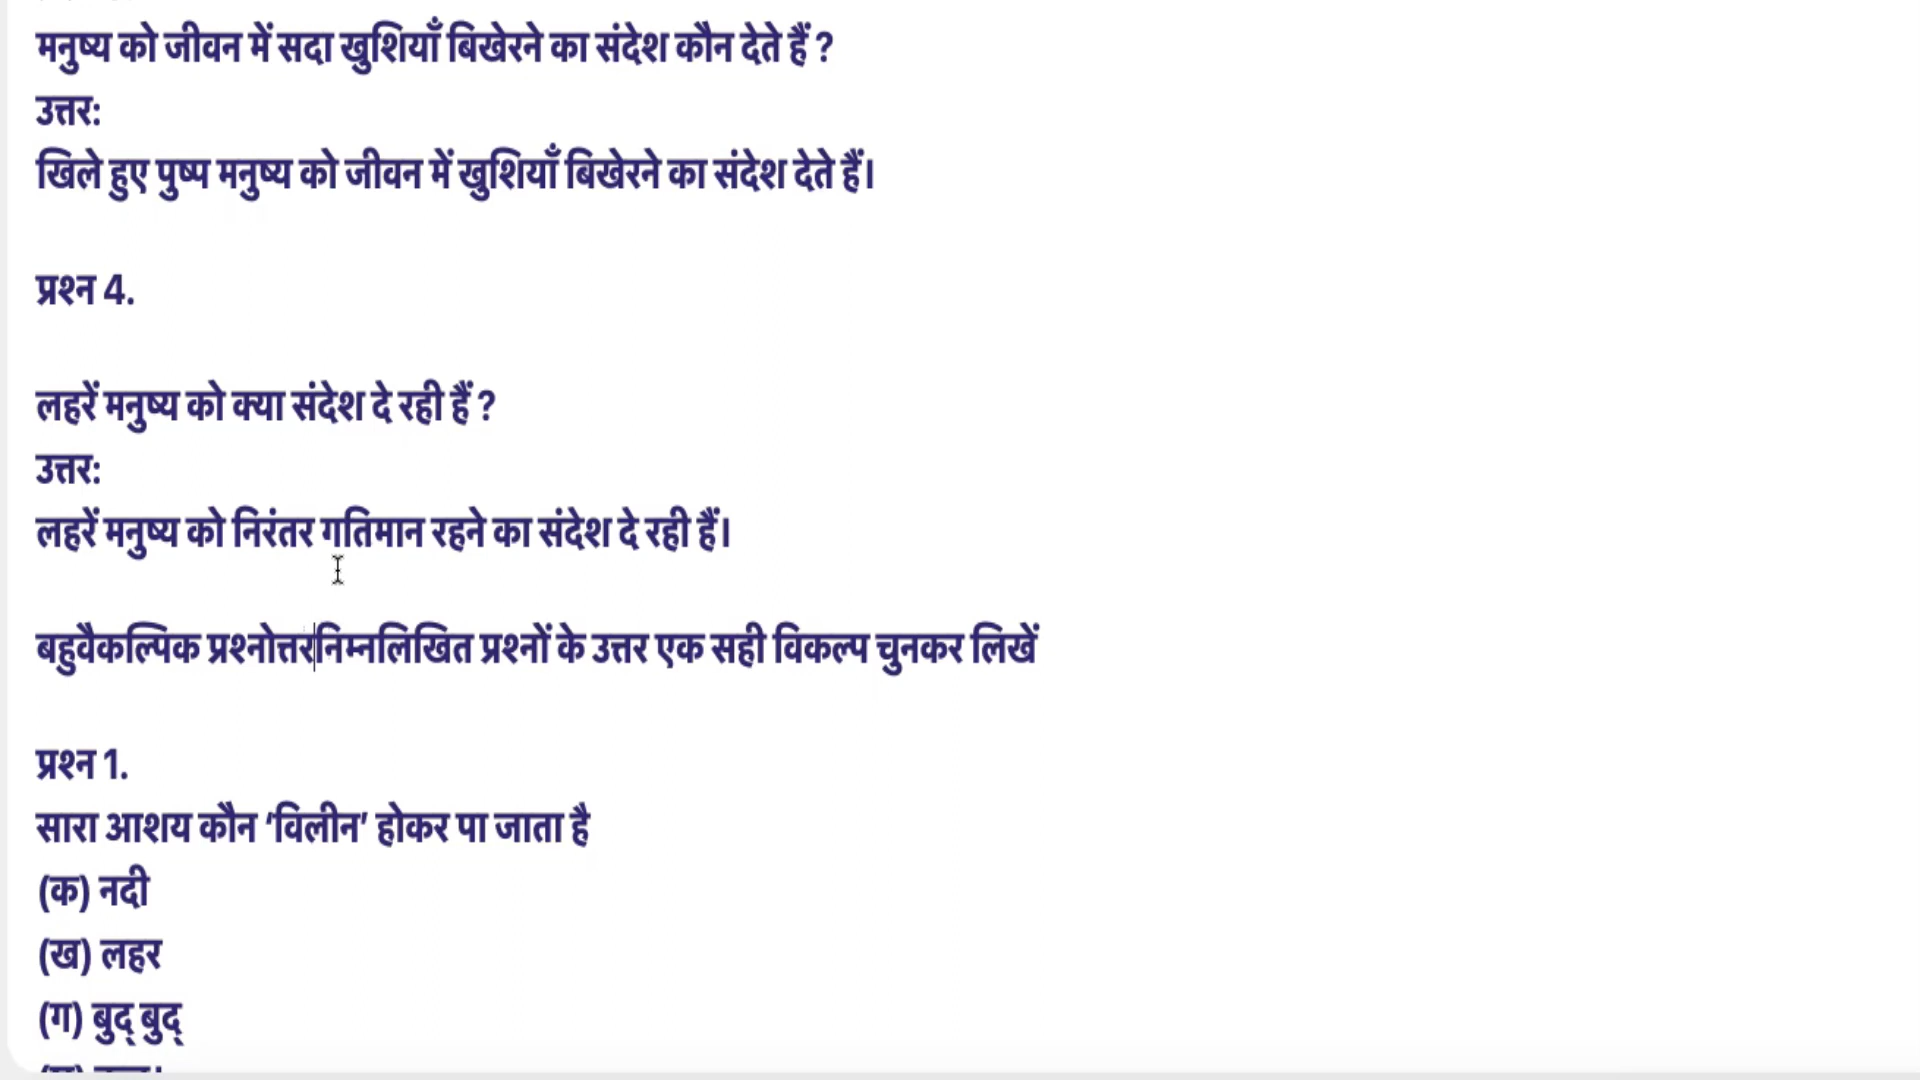 मनुष्य को जीवन में सदा खुशियाँ बिखेरने का संदेश कौन देते हैं ?
उत्तर:
खिले हुए पुष्प मनुष्य को जीवन में खुशियाँ बिखेरने का संदेश देते हैं।
प्रश्न 4.
लहरें मनुष्य को क्या संदेश दे रही हैं ?
उत्तर:
लहरें मनुष्य को निरंतर गतिमान रहने का संदेश दे रही हैं।
बहुवैकल्पिक प्रश्नोत्तरनिम्नलिखित प्रश्नों के उत्तर एक सही विकल्प चुनकर लिखें
प्रश्न 1.
सारा आशय कौन ‘विलीन’ होकर पा जाता है
(क) नदी
(ख) लहर
(ग) बुद् बुद्